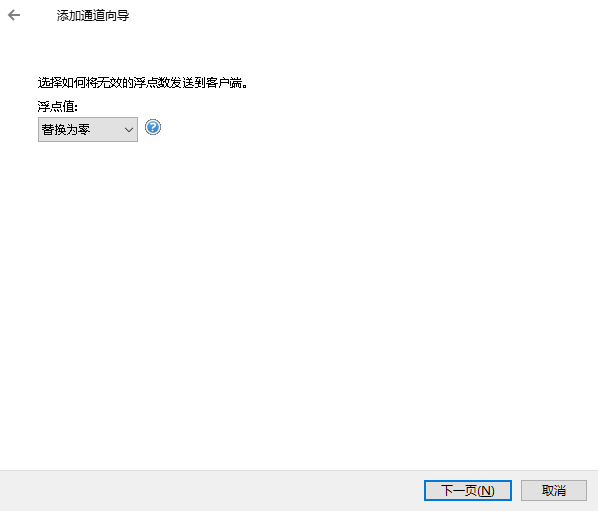 添加通道向导
选择如何将无效的浮点数发送到客户端。
浮点值:
替换为零
下一页(N)
取消